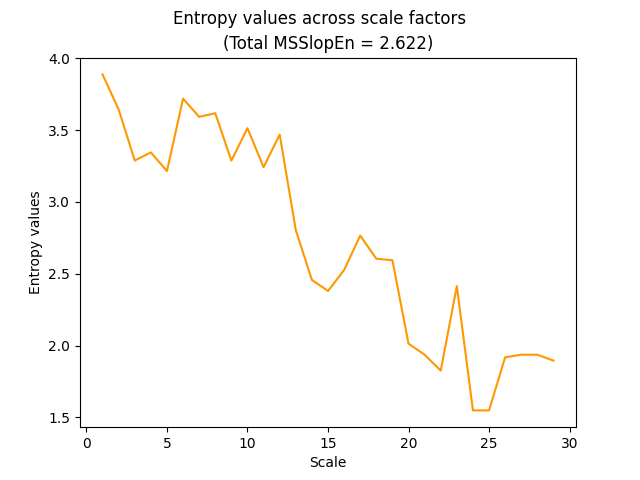 Entropy values across scale factors
(Total MSSlopEn = 2.622)
4.0
3.5
3.0
2.5
2.0
1.5
Entropy values
0 5 10 15 20 25 30
Scale